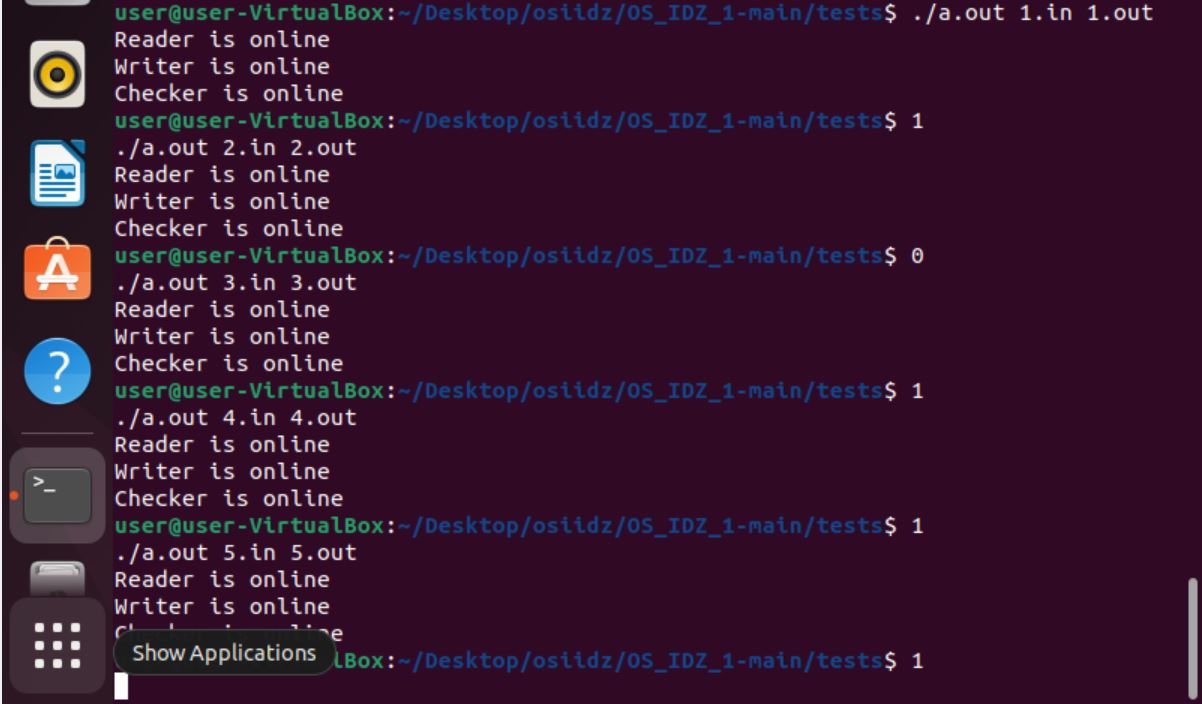 user@user-VirtualBox:~/Desktop/osiidz/OS_IDZ_1-main/tests$ ./a.out 1.in 1.out
Reader is online
Writer is online
Checker is online
user@user-VirtualBox:~/Desktop/osiidz/OS_IDZ_1-main/tests$ 1
./a.out 2.in 2.out
Reader is online
Writer is online
Checker is online
user@user-VirtualBox:~/Desktop/osiidz/OS_IDZ_1-main/tests$ 0
./a.out 3.in 3.out
Reader is online
Writer is online
Checker is online
user@user-VirtualBox:~/Desktop/osiidz/OS_IDZ_1-main/tests$ 1
./a.out 4.in 4.out
Reader is online
Writer is online
Checker is online
user@user-VirtualBox:~/Desktop/osiidz/OS_IDZ_1-main/tests$ 1
./a.out 5.in 5.out
Reader is online
Writer is online
Checker is online
Show Applications
lBox:~/Desktop/osiidz/OS_IDZ_1-main/tests$ 1